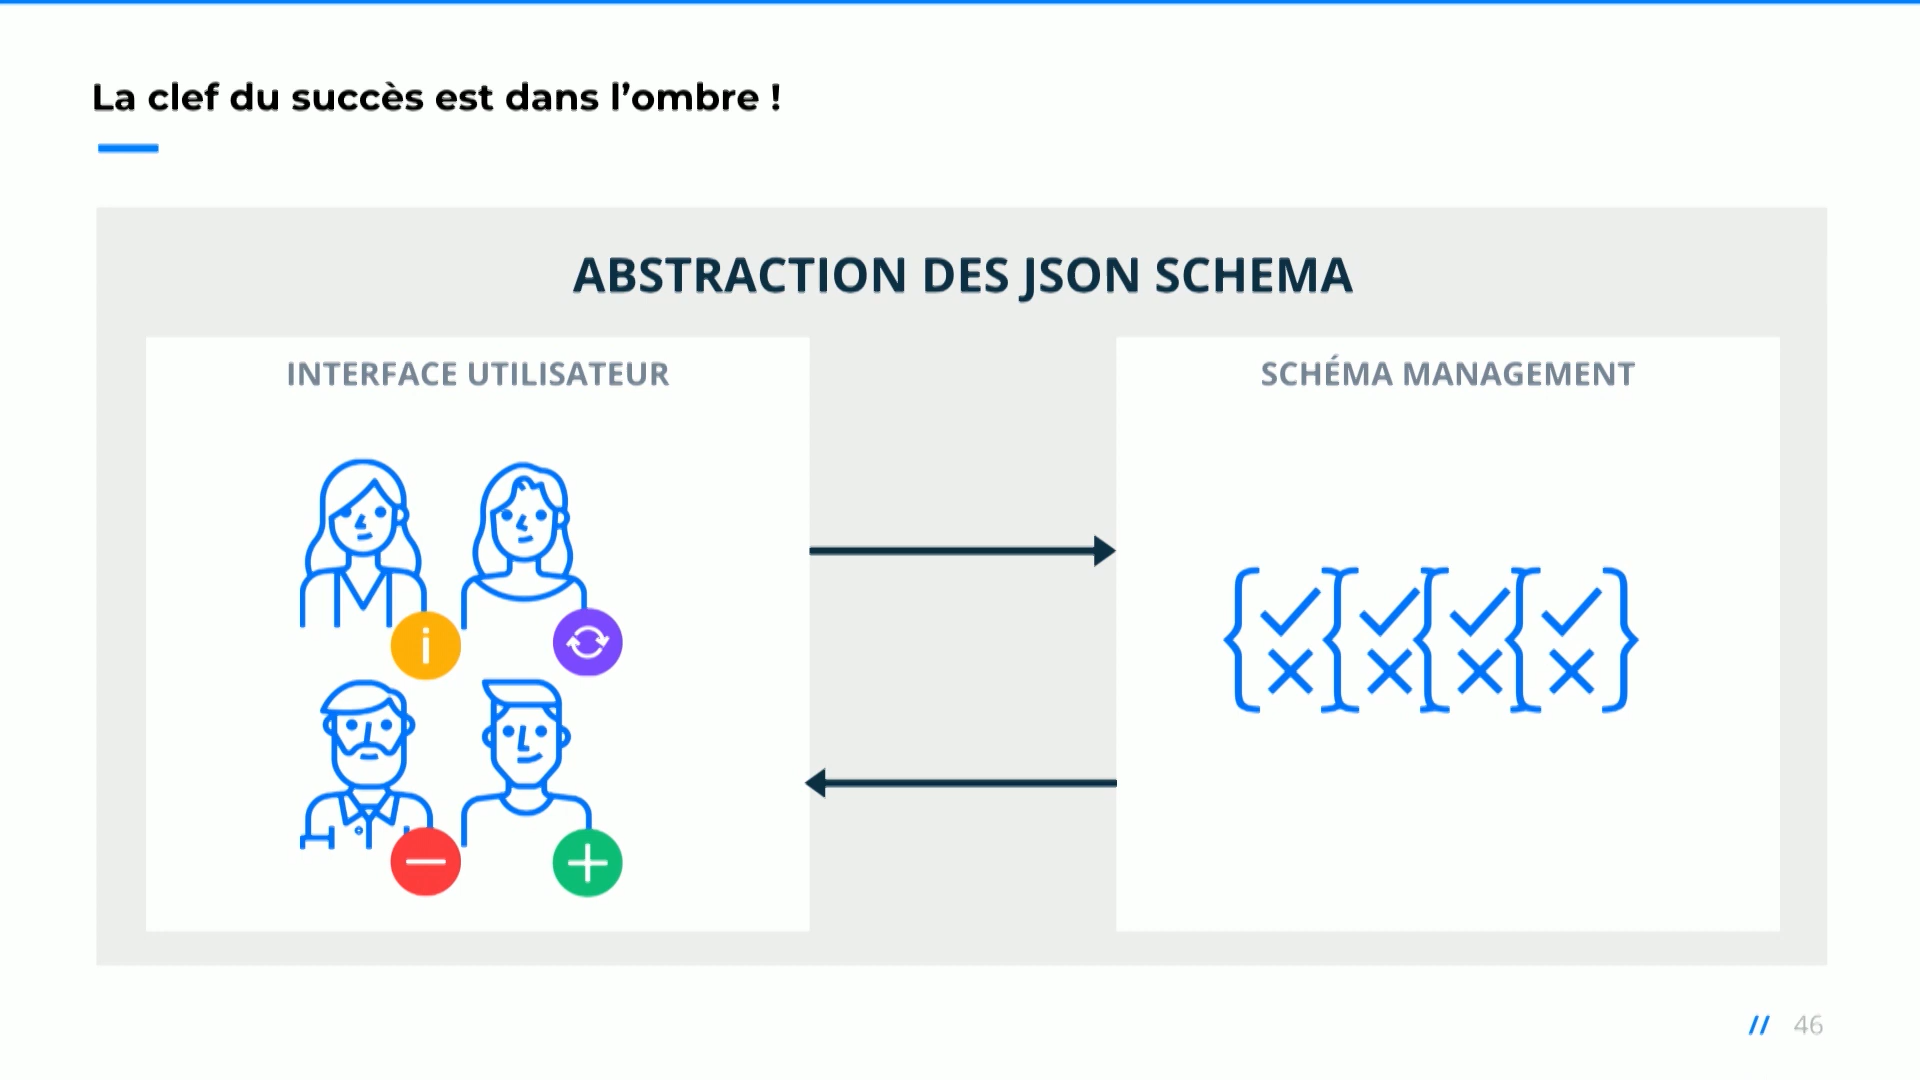 La clef du succès est dans l’ombre !
ABSTRACTION DES JSON SCHEMA
INTERFACE UTILISATEUR
SCHÉMA MANAGEMENT
// 46